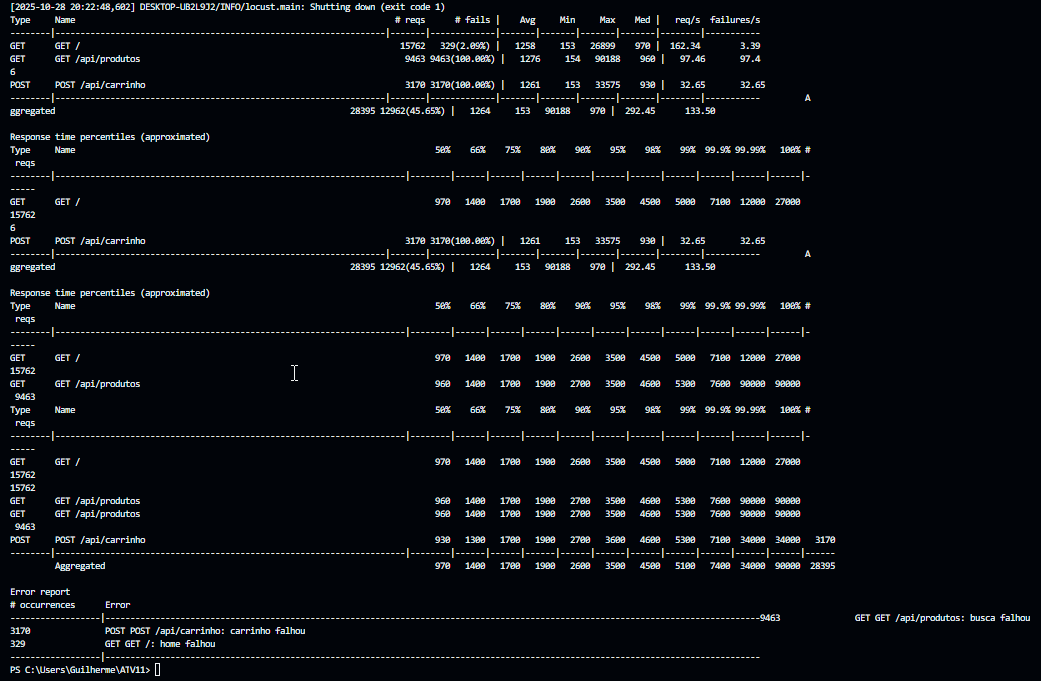 [2025-10-28 20:22:48,602] DESKTOP-UB2L9J2/INFO/locust.main: Shutting down (exit code 1)
Type     Name                                                                          # reqs      # fails |    Avg     Min     Max    Med |   req/s  failures/s
--------|----------------------------------------------------------------------------|-------|-------------|-------|-------|-------|-------|--------|-----------
GET      GET /                                                                          15762   329(2.09%) |   1258     153   26899    970 |  162.34        3.39
GET      GET /api/produtos                                                               9463 9463(100.00%) |   1276     154   90188    960 |   97.46        97.4
6
POST     POST /api/carrinho                                                              3170 3170(100.00%) |   1261     153   33575    930 |   32.65       32.65
--------|----------------------------------------------------------------------------|-------|-------------|-------|-------|-------|-------|--------|-----------         A
ggregated                                                                    28395 12962(45.65%) |   1264     153   90188    970 |  292.45      133.50
Response time percentiles (approximated)
Type     Name                                                                                  50%    66%    75%    80%    90%    95%    98%    99%  99.9% 99.99%   100% #
 reqs
--------|--------------------------------------------------------------------------------|--------|------|------|------|------|------|------|------|------|------|------|-
-----
GET      GET /                                                                                 970   1400   1700   1900   2600   3500   4500   5000   7100  12000  27000
15762
6
POST     POST /api/carrinho                                                              3170 3170(100.00%) |   1261     153   33575    930 |   32.65       32.65
--------|----------------------------------------------------------------------------|-------|-------------|-------|-------|-------|-------|--------|-----------         A
ggregated                                                                    28395 12962(45.65%) |   1264     153   90188    970 |  292.45      133.50
Response time percentiles (approximated)
Type     Name                                                                                  50%    66%    75%    80%    90%    95%    98%    99%  99.9% 99.99%   100% #
 reqs
--------|--------------------------------------------------------------------------------|--------|------|------|------|------|------|------|------|------|------|------|-
-----
GET      GET /                                                                                 970   1400   1700   1900   2600   3500   4500   5000   7100  12000  27000
15762
GET      GET /api/produtos                                                                     960   1400   1700   1900   2700   3500   4600   5300   7600  90000  90000
 9463
Type     Name                                                                                  50%    66%    75%    80%    90%    95%    98%    99%  99.9% 99.99%   100% #
 reqs
--------|--------------------------------------------------------------------------------|--------|------|------|------|------|------|------|------|------|------|------|-
-----
GET      GET /                                                                                 970   1400   1700   1900   2600   3500   4500   5000   7100  12000  27000
15762
15762
GET      GET /api/produtos                                                                     960   1400   1700   1900   2700   3500   4600   5300   7600  90000  90000
GET      GET /api/produtos                                                                     960   1400   1700   1900   2700   3500   4600   5300   7600  90000  90000
 9463
POST     POST /api/carrinho                                                                    930   1300   1700   1900   2700   3600   4600   5300   7100  34000  34000   3170
--------|--------------------------------------------------------------------------------|--------|------|------|------|------|------|------|------|------|------|------|------
         Aggregated                                                                            970   1400   1700   1900   2600   3500   4500   5100   7400  34000  90000  28395
Error report
# occurrences      Error
------------------|-----------------------------------------------------------------------------------------------------------------------------------9463               GET GET /api/produtos: busca falhou
3170               POST POST /api/carrinho: carrinho falhou
329                GET GET /: home falhou
------------------|-----------------------------------------------------------------------------------------------------------------------------------
PS C:\Users\Guilherme\ATV11>